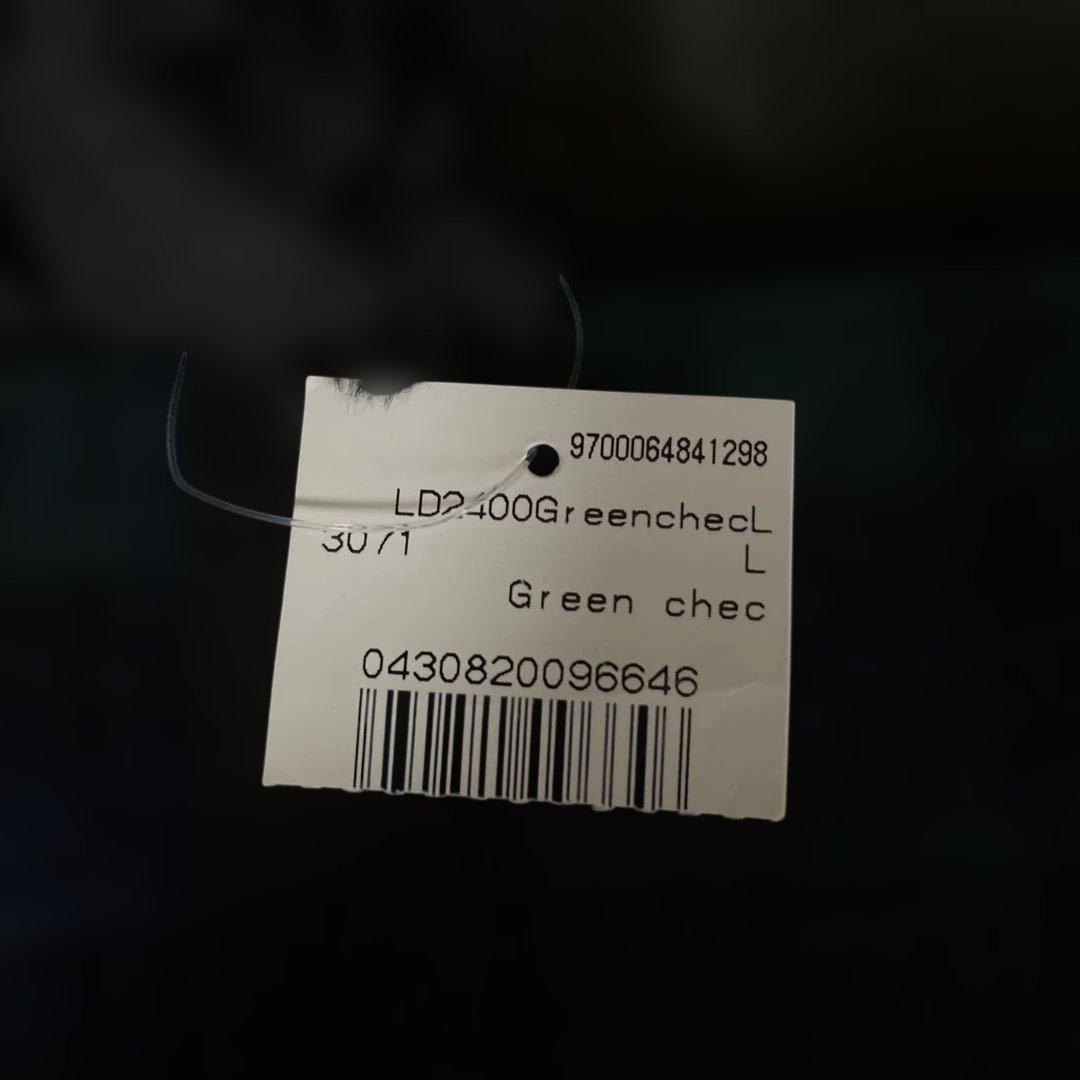 9700064841298
LD2400GreenchecL
3071 L
Green chec
0430820096646